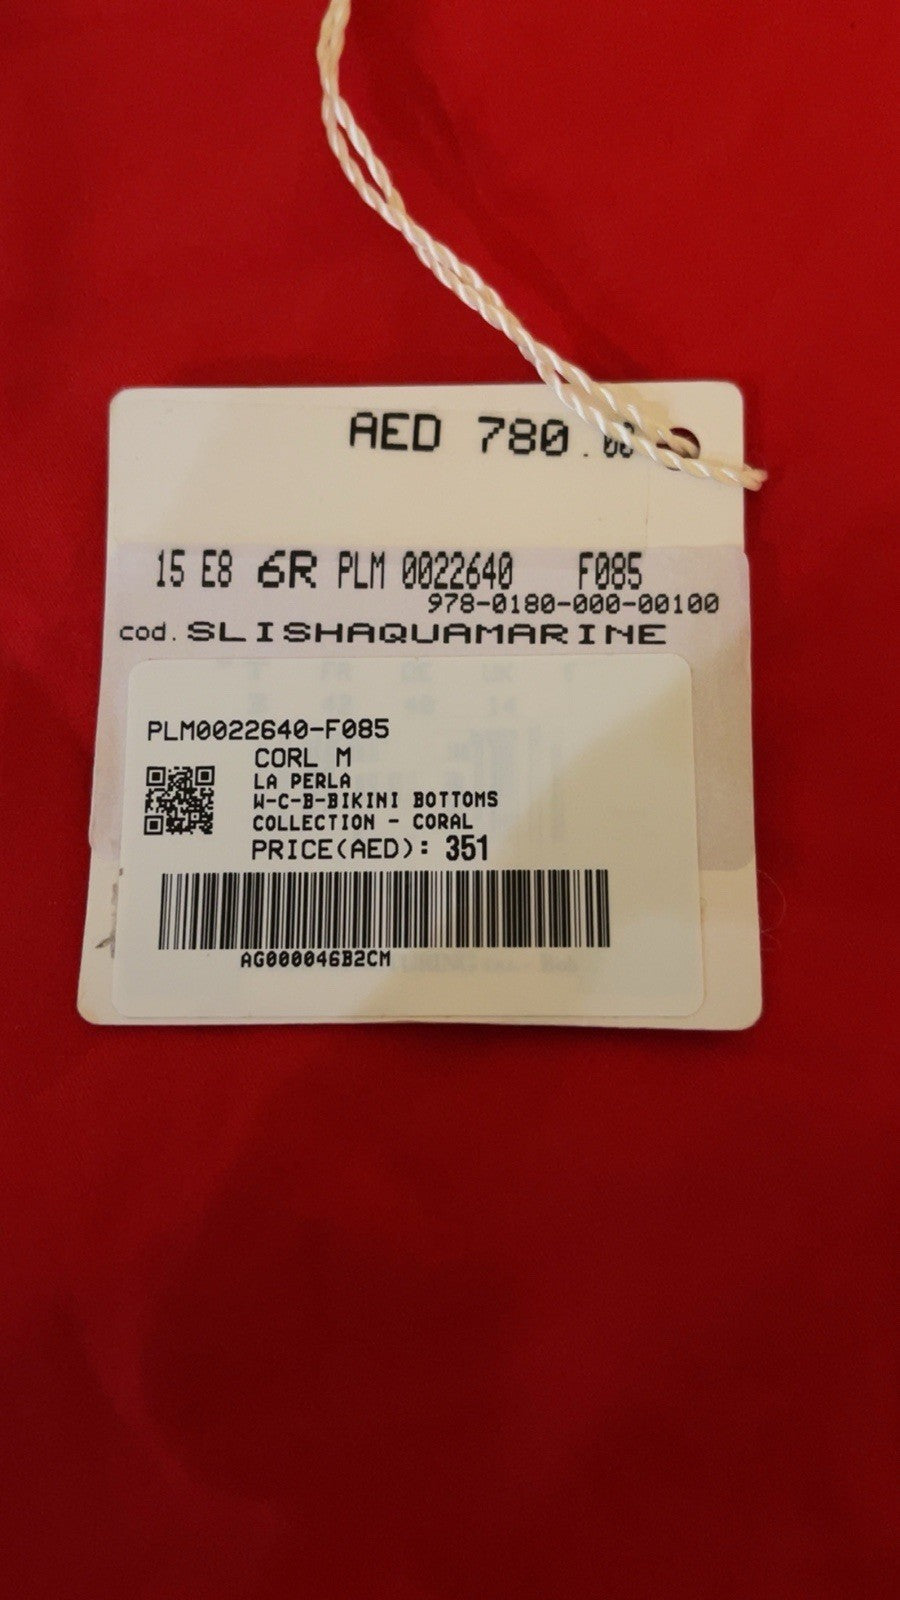 AED 780.00
15 E8 6R PLM 0022640 F085
978-0180-000-00100
cod. SLISHAQUAMARINE
PLM0022640-F085
CORL M
LA PERLA
W-C-B-BIKINI BOTTOMS
COLLECTION - CORAL
PRICE(AED): 351
AG000046B2CM